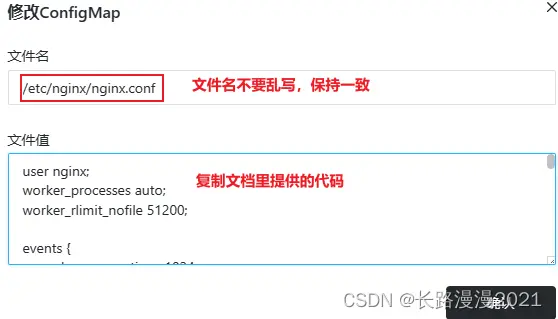 修改ConfigMap
文件名
/etc/nginx/nginx.conf
文件名不要乱写，保持一致
文件值
user nginx;
复制文档里提供的代码
worker_processes auto;
worker_rlimit_nofile 51200;
events {
确认
CSDN @长路漫漫2021